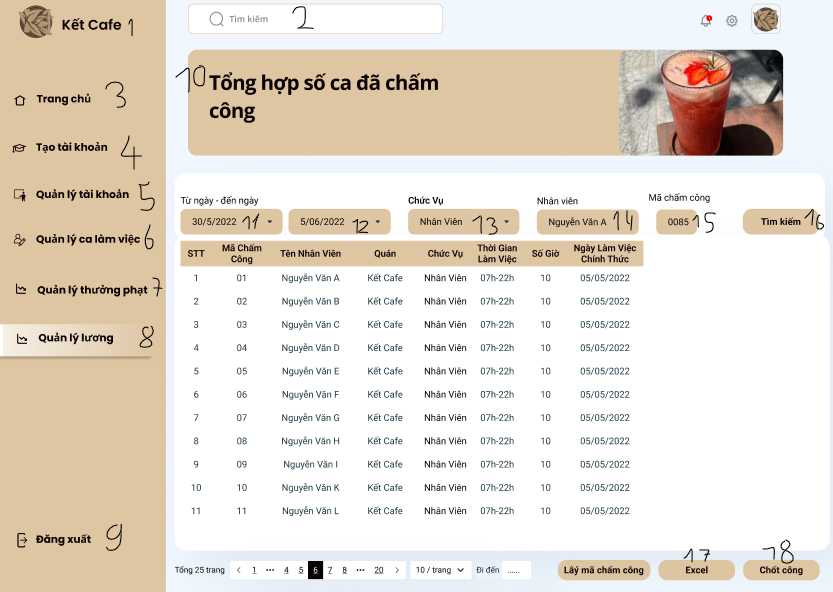 Kết Cafe 1
Tìm kiếm 2
Trang chủ 3
Tạo tài khoản 4
Quản lý tài khoản 5
Quản lý ca làm việc 6
Quản lý thưởng phạt 7
Quản lý lương 8
Đăng xuất 9
10 Tổng hợp số ca đã chấm
công
Từ ngày - đến ngày
Chức Vụ
Nhân viên
Mã chấm công
30/5/2022 11
5/06/2022 12
Nhân Viên 13
Nguyễn Văn A 14
0085 15
Tìm kiếm 16
STT Mã Chấm Công Tên Nhân Viên Quán Chức Vụ Thời Gian Làm Việc Số Giờ Ngày Làm Việc Chính Thức
1 01 Nguyễn Văn A Kết Cafe Nhân Viên 07h-22h 10 05/05/2022
2 02 Nguyễn Văn B Kết Cafe Nhân Viên 07h-22h 10 05/05/2022
3 03 Nguyễn Văn C Kết Cafe Nhân Viên 07h-22h 10 05/05/2022
4 04 Nguyễn Văn D Kết Cafe Nhân Viên 07h-22h 10 05/05/2022
5 05 Nguyễn Văn E Kết Cafe Nhân Viên 07h-22h 10 05/05/2022
6 06 Nguyễn Văn F Kết Cafe Nhân Viên 07h-22h 10 05/05/2022
7 07 Nguyễn Văn G Kết Cafe Nhân Viên 07h-22h 10 05/05/2022
8 08 Nguyễn Văn H Kết Cafe Nhân Viên 07h-22h 10 05/05/2022
9 09 Nguyễn Văn I Kết Cafe Nhân Viên 07h-22h 10 05/05/2022
10 10 Nguyễn Văn K Kết Cafe Nhân Viên 07h-22h 10 05/05/2022
11 11 Nguyễn Văn L Kết Cafe Nhân Viên 07h-22h 10 05/05/2022
Tổng 25 trang < 1 ••• 4 5 6 7 8 ••• 20 > 10 / trang Đi đến ......
Lâý mã chấm công
17 Excel
18 Chốt công